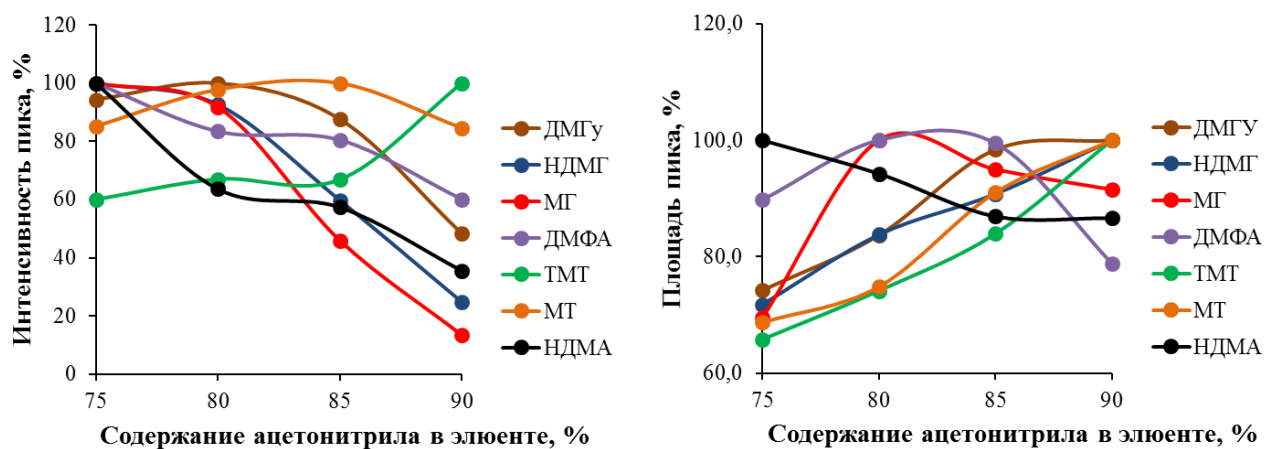 Интенсивность пика, %
120
100
80
60
40
20
0
75
80
85
90
Содержание ацетонитрила в элюенте, %
ДМГу
НДМГ
МГ
ДМФА
ТМТ
МТ
НДМА
Площадь пика, %
120,0
100,0
80,0
60,0
75
80
85
90
Содержание ацетонитрила в элюенте, %
ДМГУ
НДМГ
МГ
ДМФА
ТМТ
МТ
НДМА